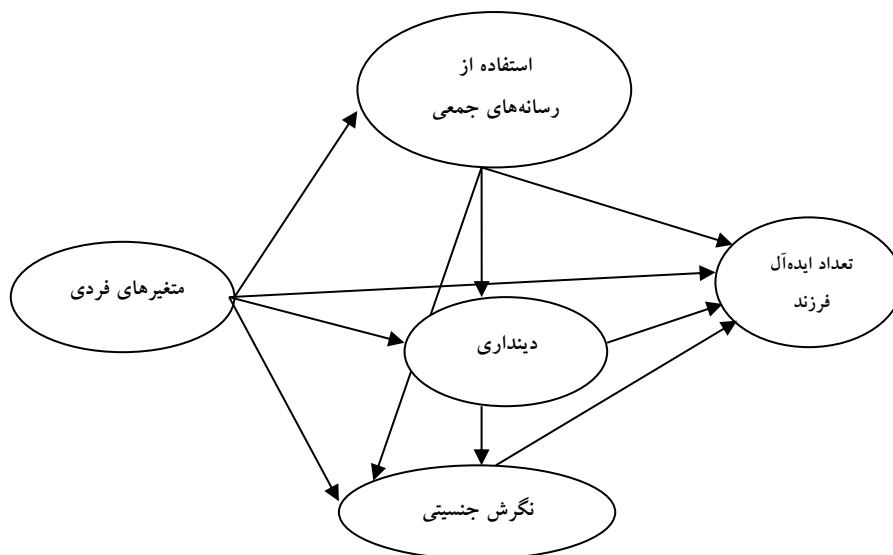 استفاده از
رسانه‌های جمعی
تعداد ایده‌آل
فرزند
متغیرهای فردی
دینداری
نگرش جنسیتی